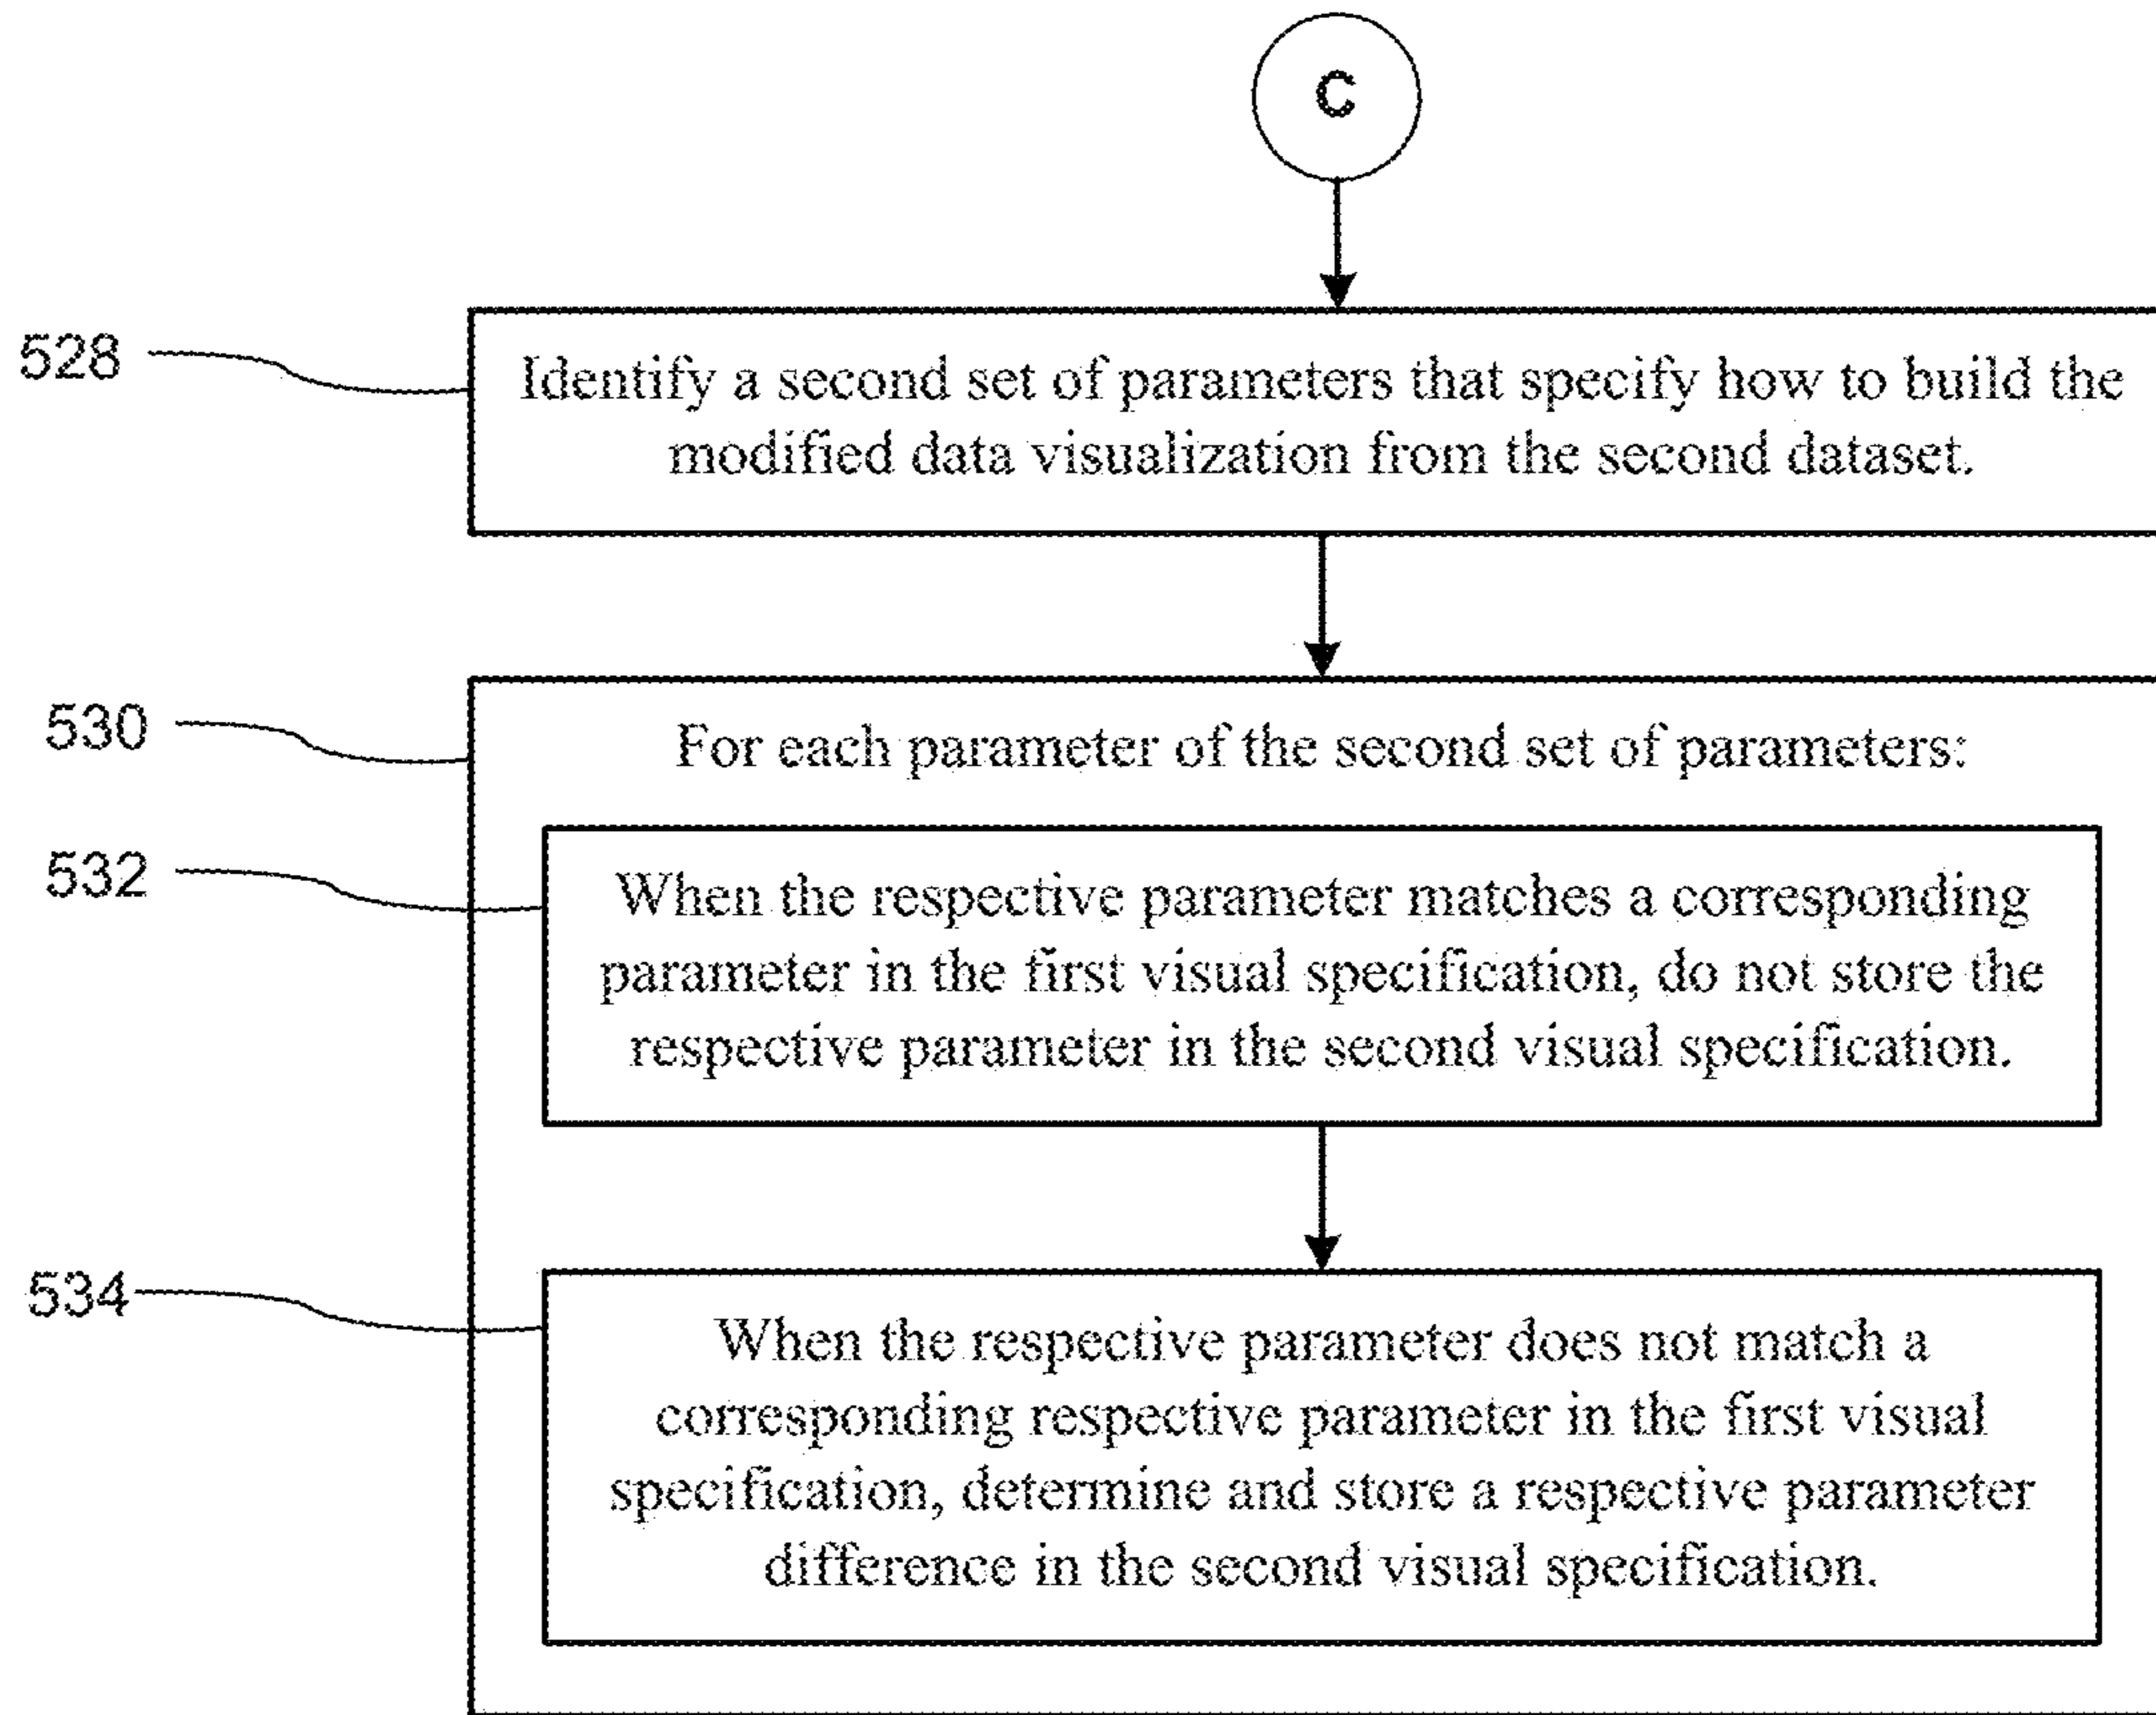 C
528
Identify a second set of parameters that specify how to build the
modified data visualization from the second dataset.
530
For each parameter of the second set of parameters:
532
When the respective parameter matches a corresponding
parameter in the first visual specification, do not store the
respective parameter in the second visual specification.
534
When the respective parameter does not match a
corresponding respective parameter in the first visual
specification, determine and store a respective parameter
difference in the second visual specification.